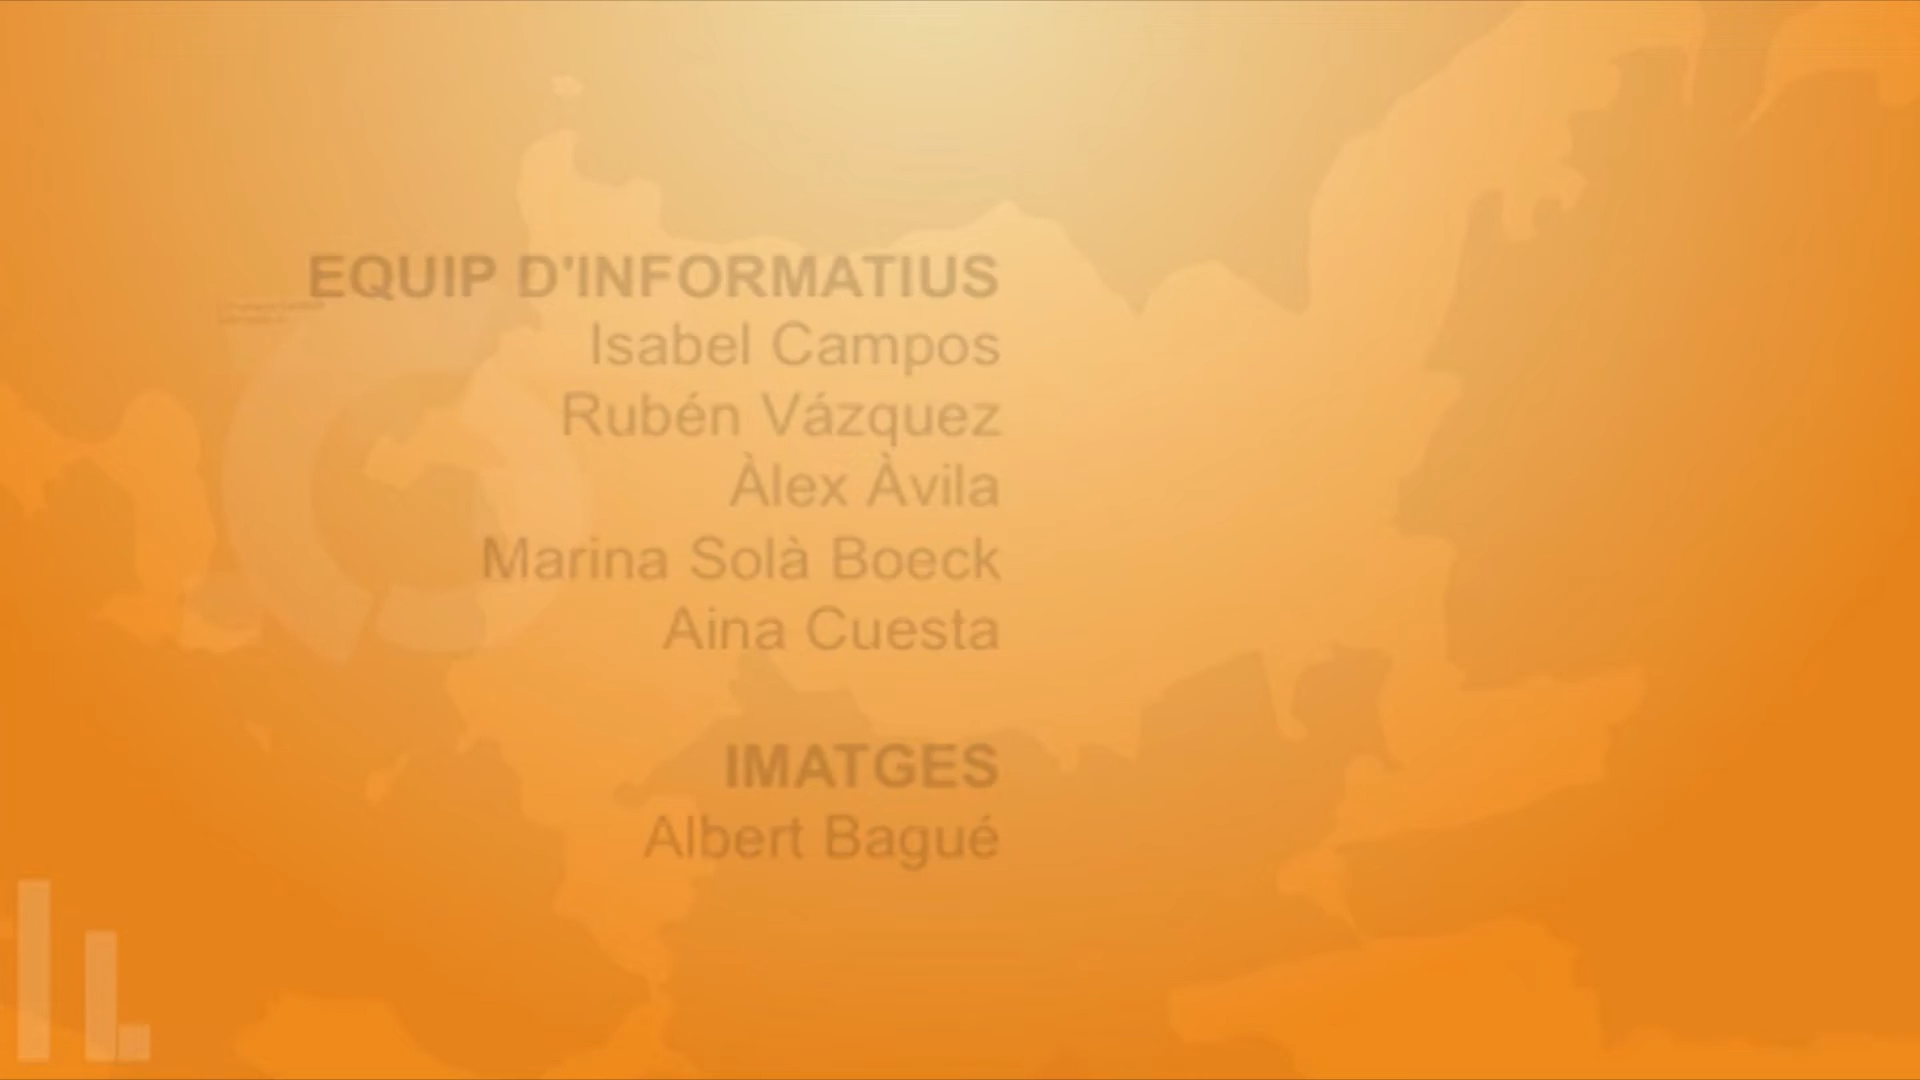 EQUIP D'INFORMATIUS
Isabel Campos
Rubén Vázquez
Àlex Àvila
Marina Solà Boeck
Aina Cuesta
IMATGES
Albert Bagué